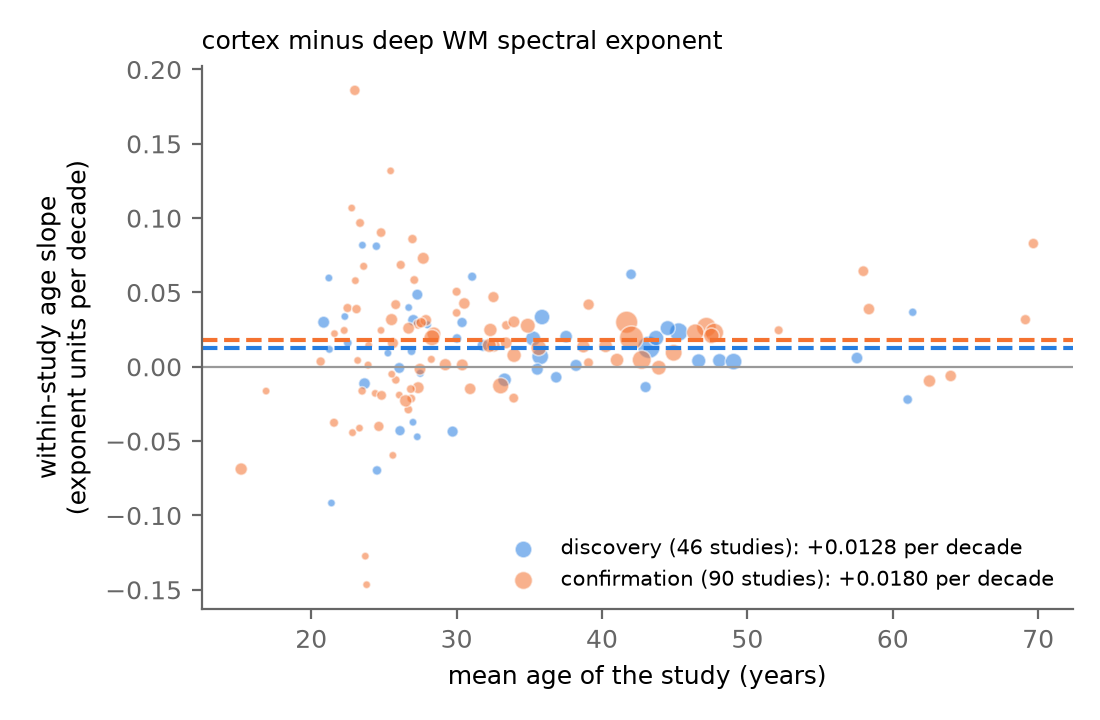 cortex minus deep WM spectral exponent
within-study age slope
(exponent units per decade)
0.20
0.15
0.10
0.05
0.00
−0.05
−0.10
−0.15
discovery (46 studies): +0.0128 per decade
confirmation (90 studies): +0.0180 per decade
20 30 40 50 60 70
mean age of the study (years)